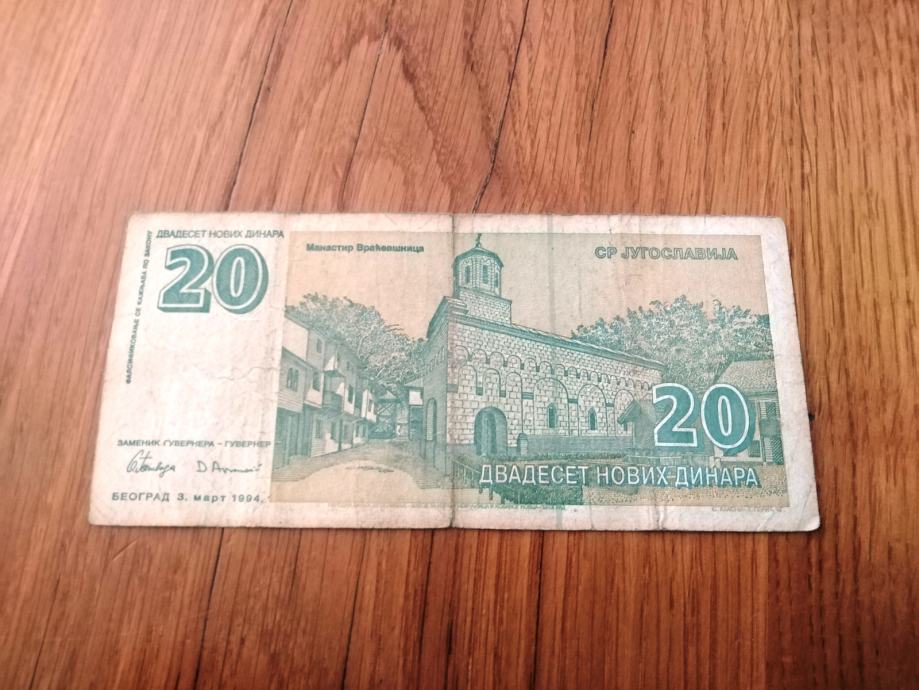 ДВАДЕСЕТ НОВИХ ДИНАРА
20
ФАЛСИФИКОВАЊЕ СЕ КАЖЊАВА ПО ЗАКОНУ
Манастир Враћевшница
СР ЈУГОСЛАВИЈА
20
ДВАДЕСЕТ НОВИХ ДИНАРА
ЗАМЕНИК ГУВЕРНЕРА - ГУВЕРНЕР
БЕОГРАД 3. март 1994.